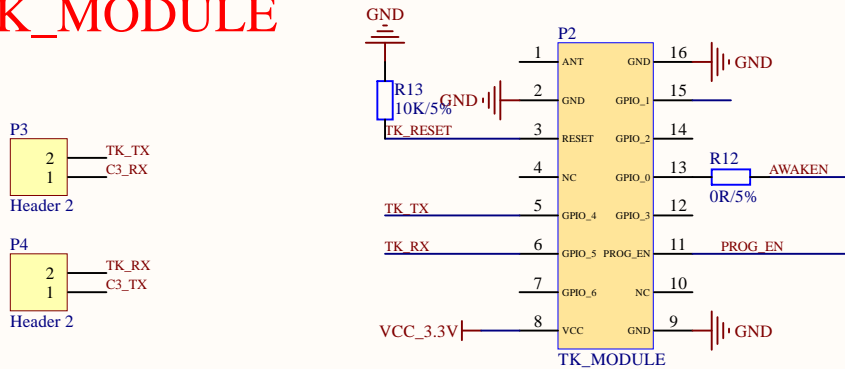 K_MODULE
P3
2 TK_TX
1 C3_RX
Header 2
P4
2 TK_RX
1 C3_TX
Header 2
GND
R13
10K/5%
GND
TK_RESET
TK_TX
TK_RX
VCC_3.3V
P2
1 ANT GND 16 GND
2 GND GPIO_1 15
3 RESET GPIO_2 14
4 NC GPIO_0 13
5 GPIO_4 GPIO_3 12
6 GPIO_5 PROG_EN 11
7 GPIO_6 NC 10
8 VCC GND 9 GND
TK_MODULE
R12
0R/5%
AWAKEN
PROG_EN